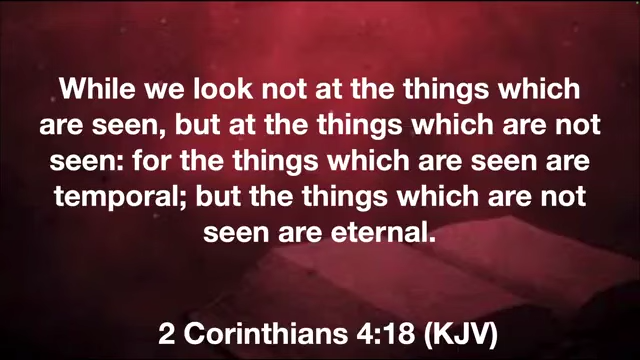 While we look not at the things which
are seen, but at the things which are not
seen: for the things which are seen are
temporal; but the things which are not
seen are eternal.
2 Corinthians 4:18 (KJV)